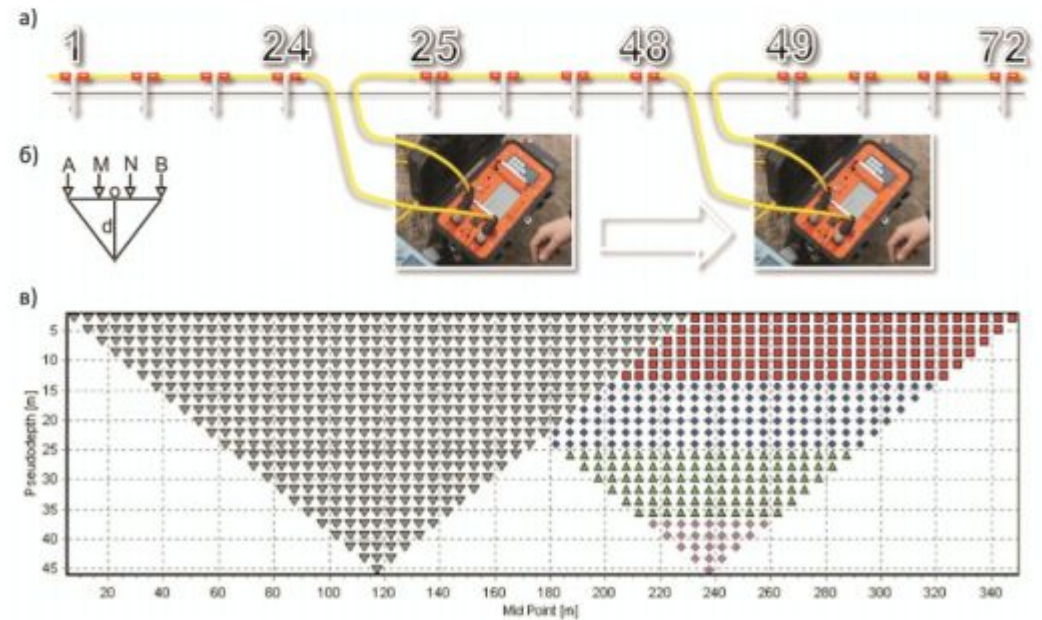 а)
1 24 25 48 49 72
б)
A M N B
o
d
в)
Pseudodepth [m]
5
10
15
20
25
30
35
40
45
20 40 60 80 100 120 140 160 180 200 220 240 260 280 300 320 340
Mid Point [m]